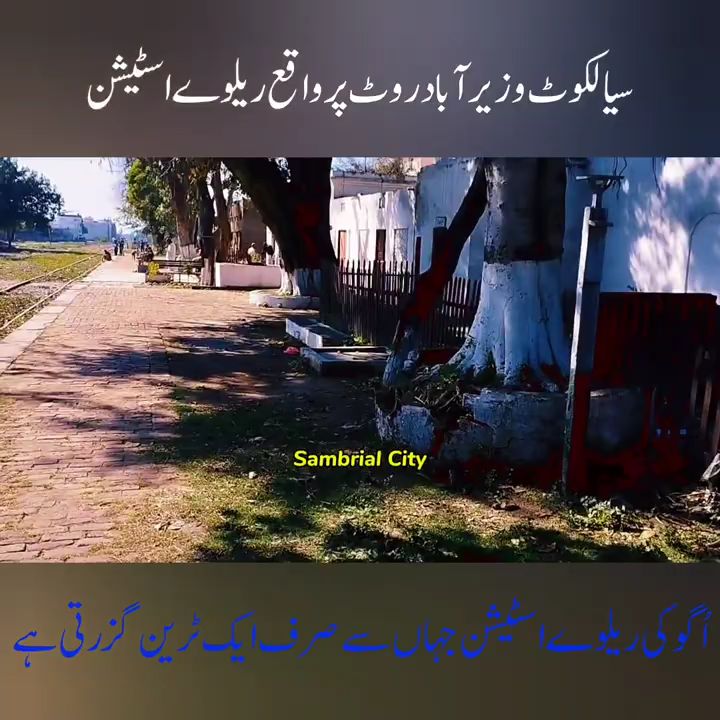 سیالکوٹ وزیر آباد روٹ پر واقع ریلوے اسٹیشن
Sambrial City
اُگوکی ریلوے اسٹیشن جہاں سے صرف ایک ٹرین گزرتی ہے